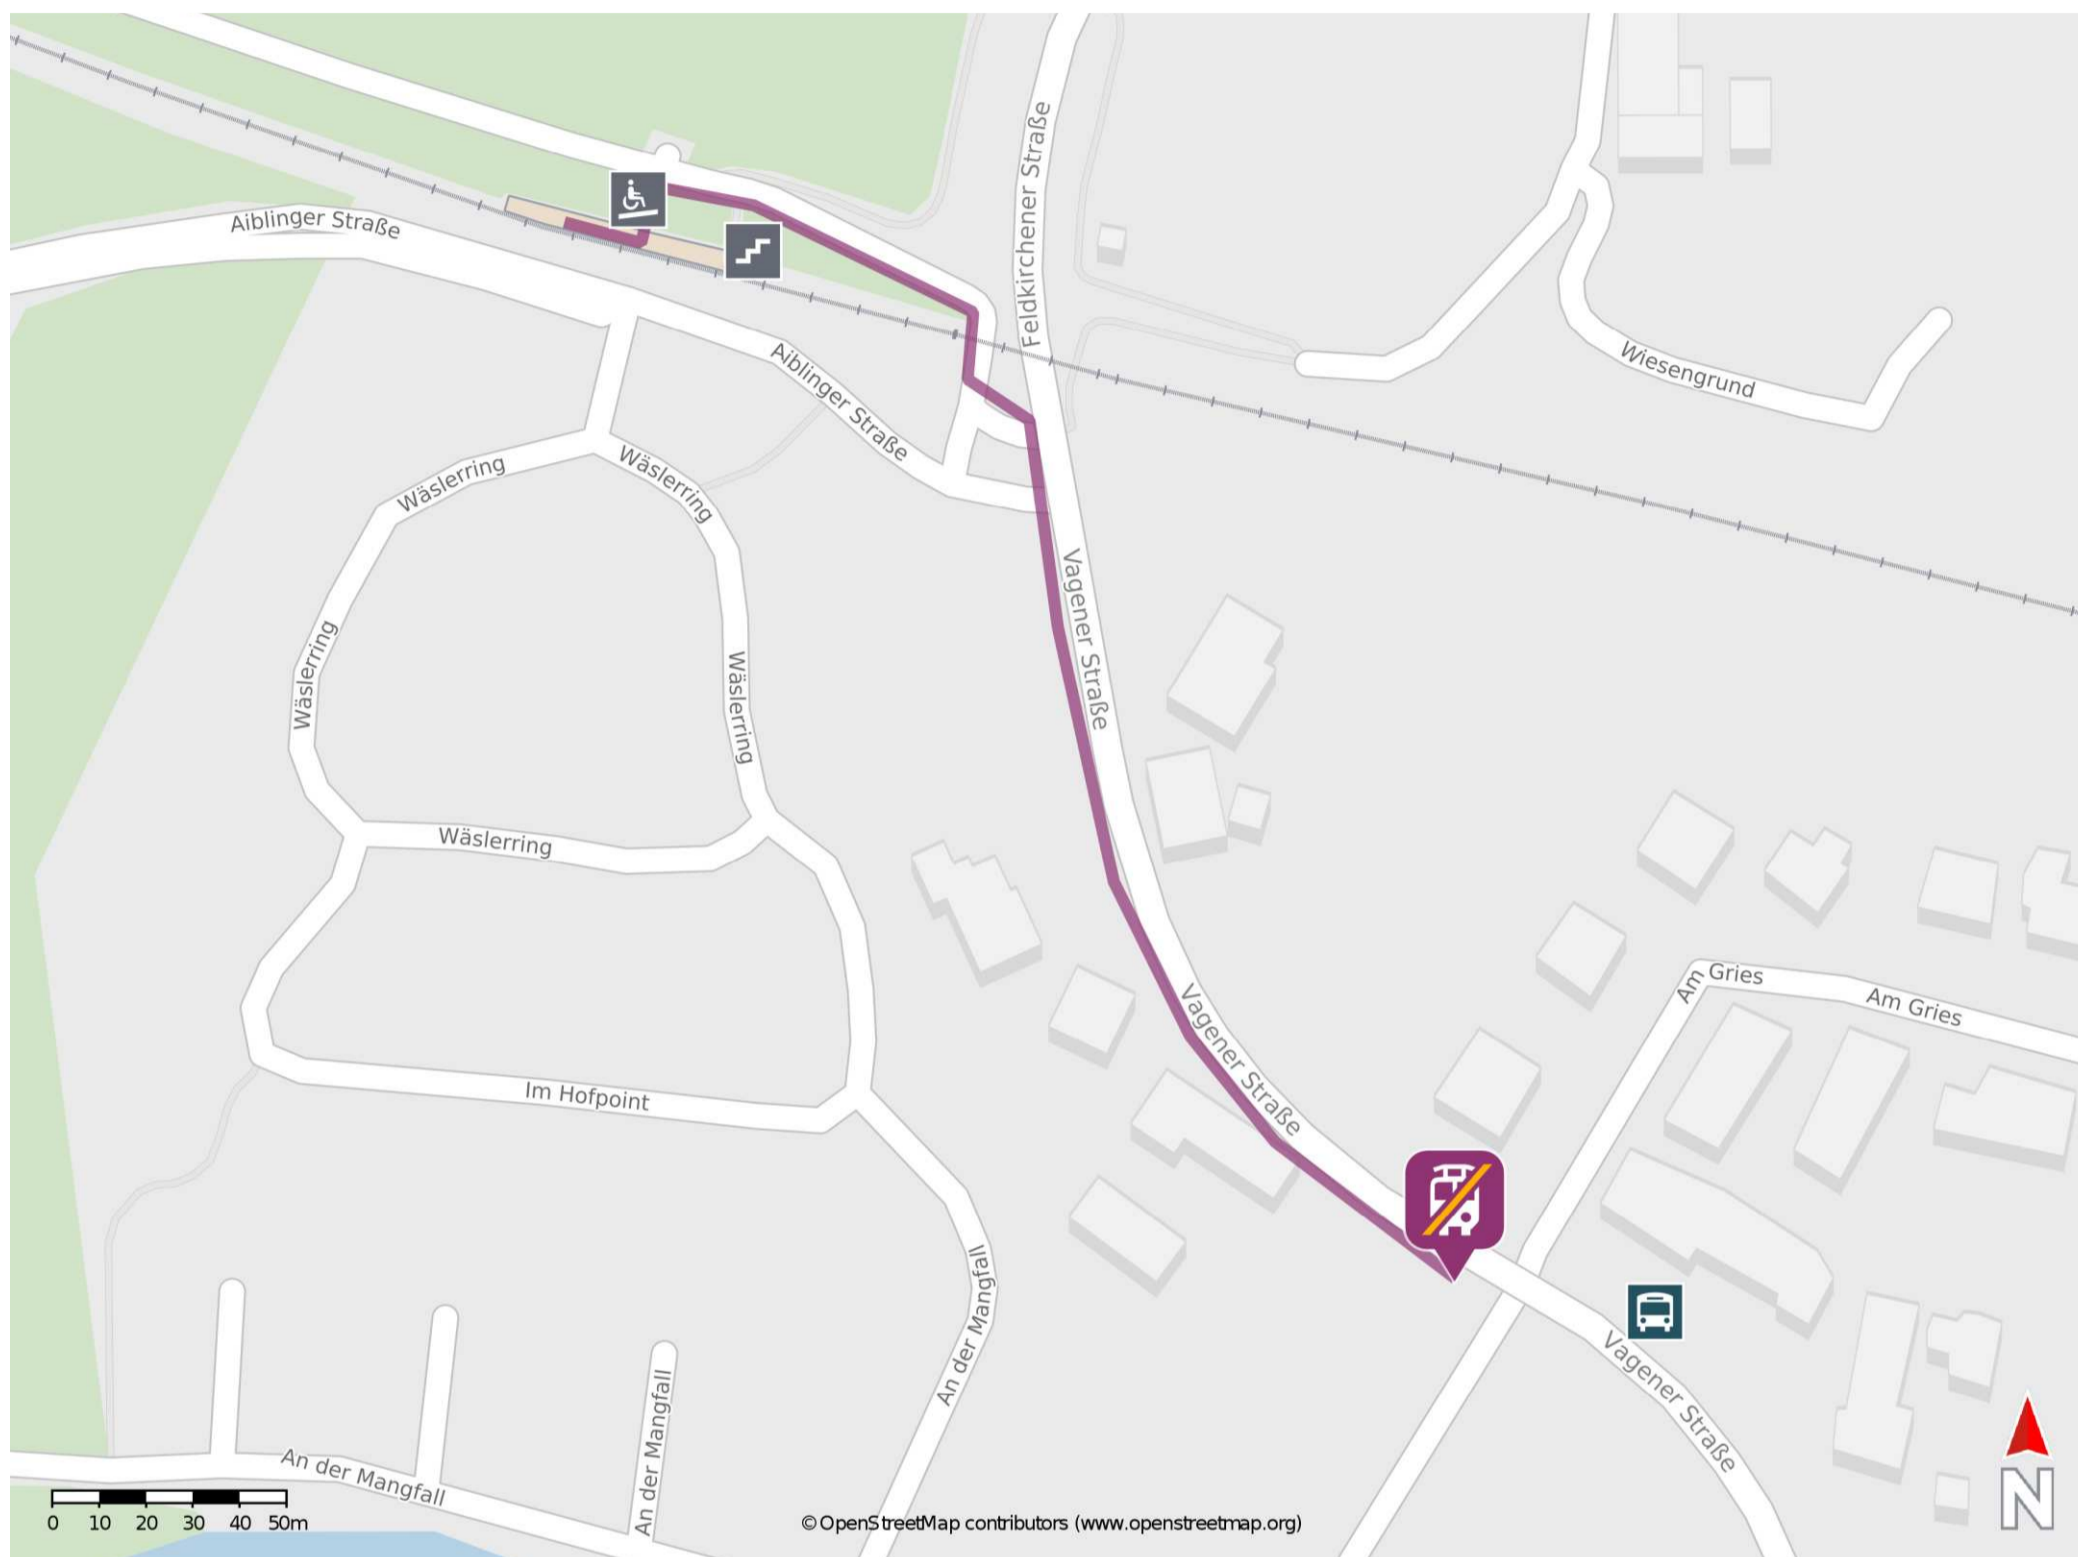 Feldkirchener Straße
Aiblinger Straße
Aiblinger Straße
Wiesengrund
Wäslerring
Wäslerring
Wäslerring
Wäslerring
Vagener Straße
Wäslerring
Am Gries
Am Gries
Vagener Straße
Im Hofpoint
An der Mangfall
Vagener Straße
An der Mangfall
An der Mangfall
0 10 20 30 40 50m
© OpenStreetMap contributors (www.openstreetmap.org)
N